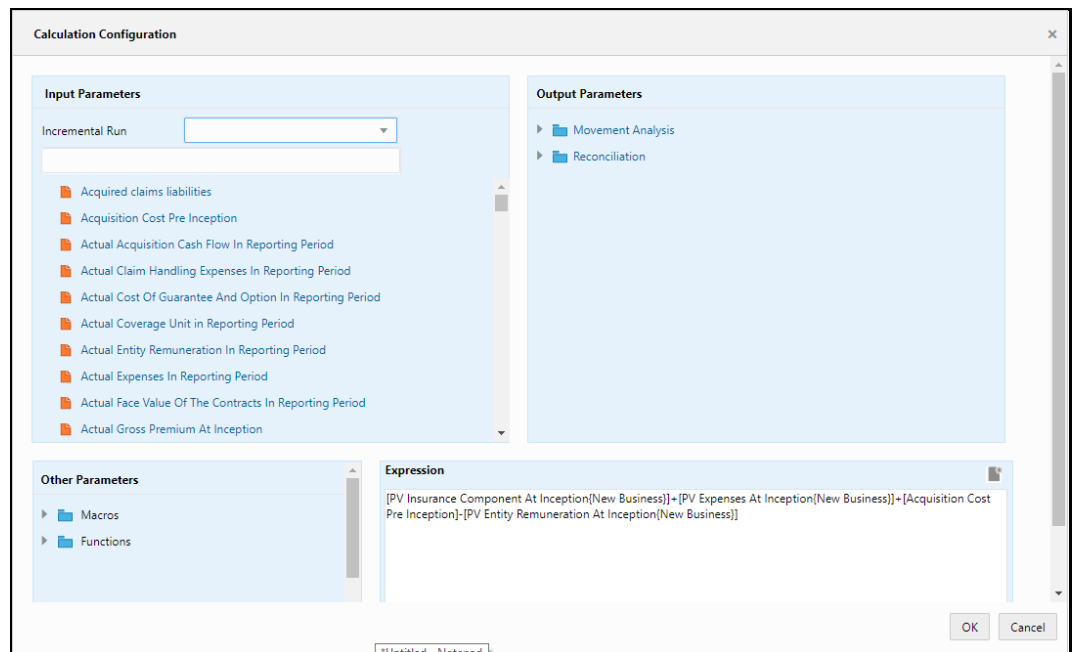 Calculation Configuration
Input Parameters
Incremental Run
Acquired claims liabilities
Acquisition Cost Pre Inception
Actual Acquisition Cash Flow In Reporting Period
Actual Claim Handling Expenses In Reporting Period
Actual Cost Of Guarantee And Option In Reporting Period
Actual Coverage Unit in Reporting Period
Actual Entity Remuneration In Reporting Period
Actual Expenses In Reporting Period
Actual Face Value Of The Contracts In Reporting Period
Actual Gross Premium At Inception
Output Parameters
Movement Analysis
Reconciliation
Other Parameters
Macros
Functions
Expression
[PV Insurance Component At Inception{New Business}]+[PV Expenses At Inception{New Business}]+[Acquisition Cost
Pre Inception]-[PV Entity Remuneration At Inception{New Business}]
OK Cancel
*Untitled - Notepad